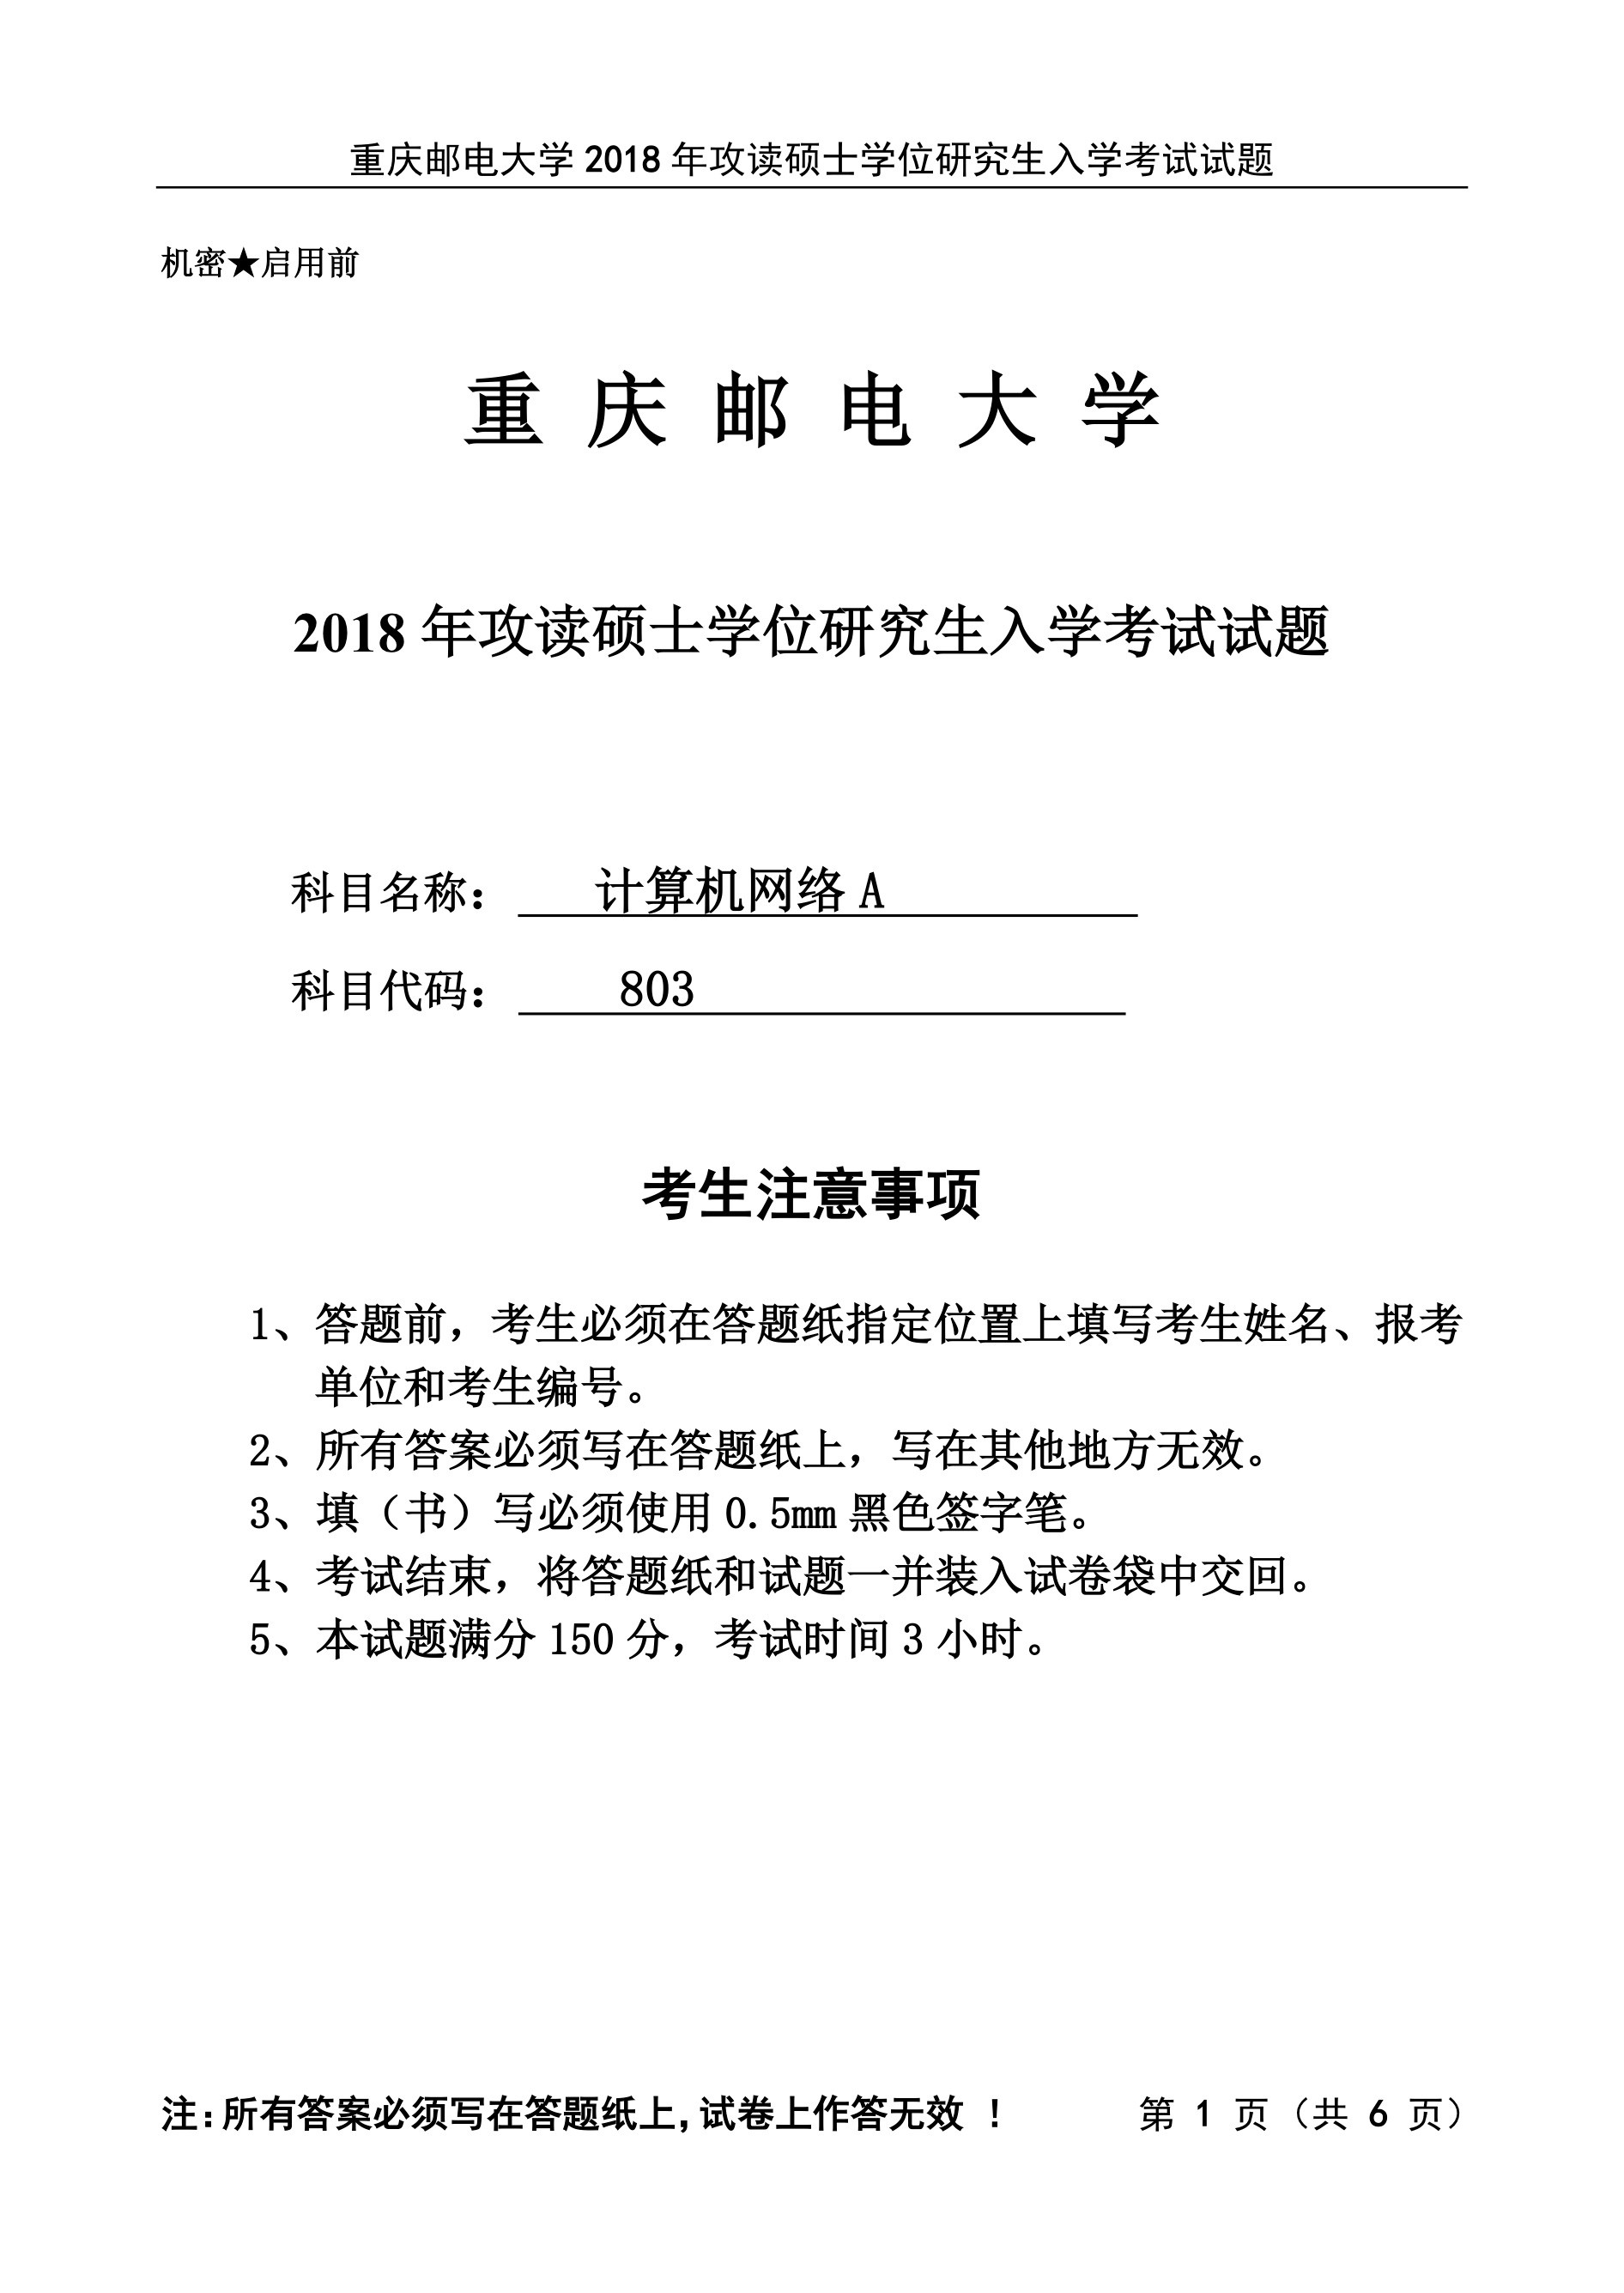 重庆邮电大学 2018 年攻读硕士学位研究生入学考试试题
机密★启用前
重 庆 邮 电 大 学
2018 年攻读硕士学位研究生入学考试试题
科目名称： 计算机网络 A
科目代码： 803
考生注意事项
1、答题前，考生必须在答题纸指定位置上填写考生姓名、报考
单位和考生编号。
2、所有答案必须写在答题纸上，写在其他地方无效。
3、填（书）写必须使用 0.5mm 黑色签字笔。
4、考试结束，将答题纸和试题一并装入试卷袋中交回。
5、本试题满分 150 分，考试时间 3 小时。
注:所有答案必须写在答题纸上,试卷上作答无效 ! 第 1 页（共 6 页）